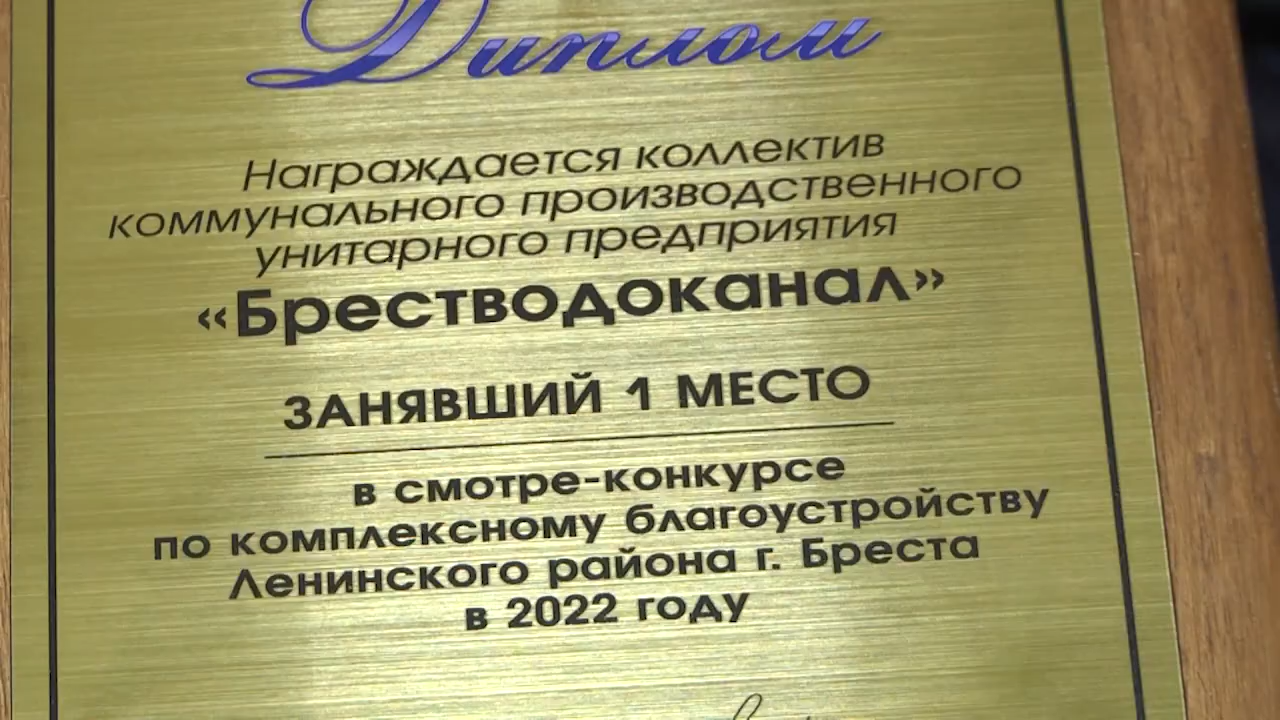 Диплом
Награждается коллектив
коммунального производственного
унитарного предприятия
«Брестводоканал»
ЗАНЯВШИЙ 1 МЕСТО
в смотре-конкурсе
по комплексному благоустройству
Ленинского района г. Бреста
в 2022 году